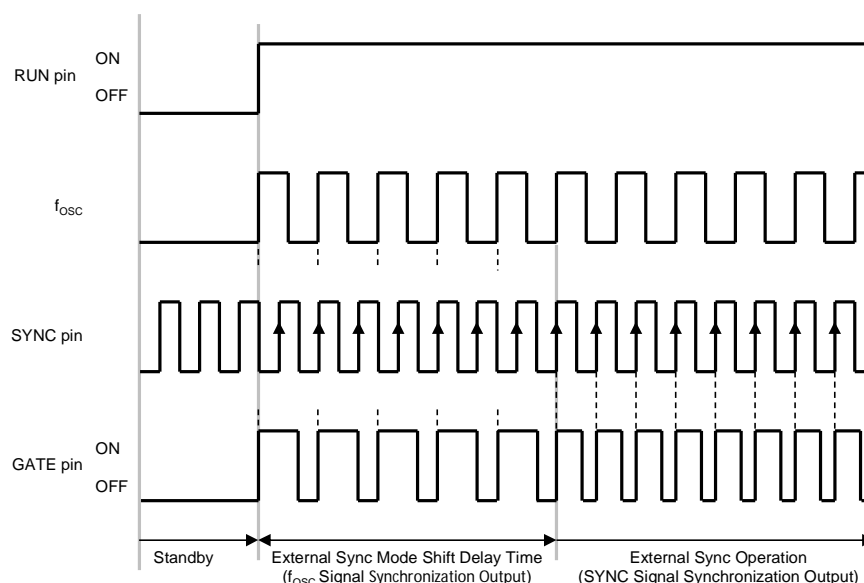 ON
RUN pin
OFF
fOSC
SYNC pin
ON
GATE pin
OFF
Standby
External Sync Mode Shift Delay Time
(fOSC Signal Synchronization Output)
External Sync Operation
(SYNC Signal Synchronization Output)